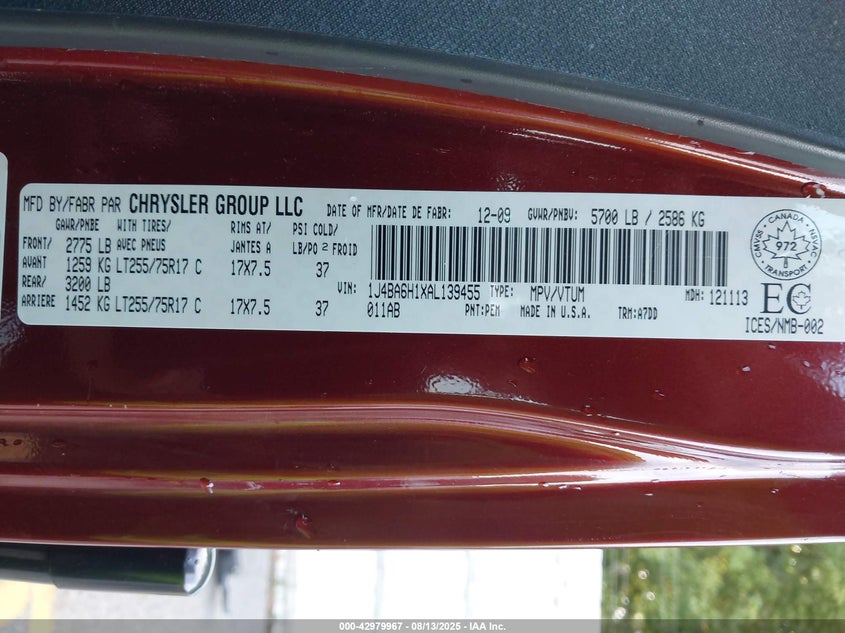 MFD BY/FABR PAR CHRYSLER GROUP LLC DATE OF MFR/DATE DE FABR: 12-09 GVWR/PNBV: 5700 LB / 2586 KG
GAWR/PNBE WITH TIRES/ RIMS AT/ PSI COLD/
FRONT/ 2775 LB AVEC PNEUS JANTES A LB/PO² FROID
AVANT 1259 KG LT255/75R17 C 17X7.5 37
REAR/ 3200 LB
ARRIERE 1452 KG LT255/75R17 C 17X7.5 37
VIN: 1J4BA6H1XAL139455 TYPE: MPV/VTUM MDH: 121113
011AB PNT: PEM MADE IN U.S.A. TRM: A7DD
CANADA
CMVSS NSVAC
972
TRANSPORT
EC
ICES/NMB-002
000-42979967 - 08/13/2025 - IAA Inc.